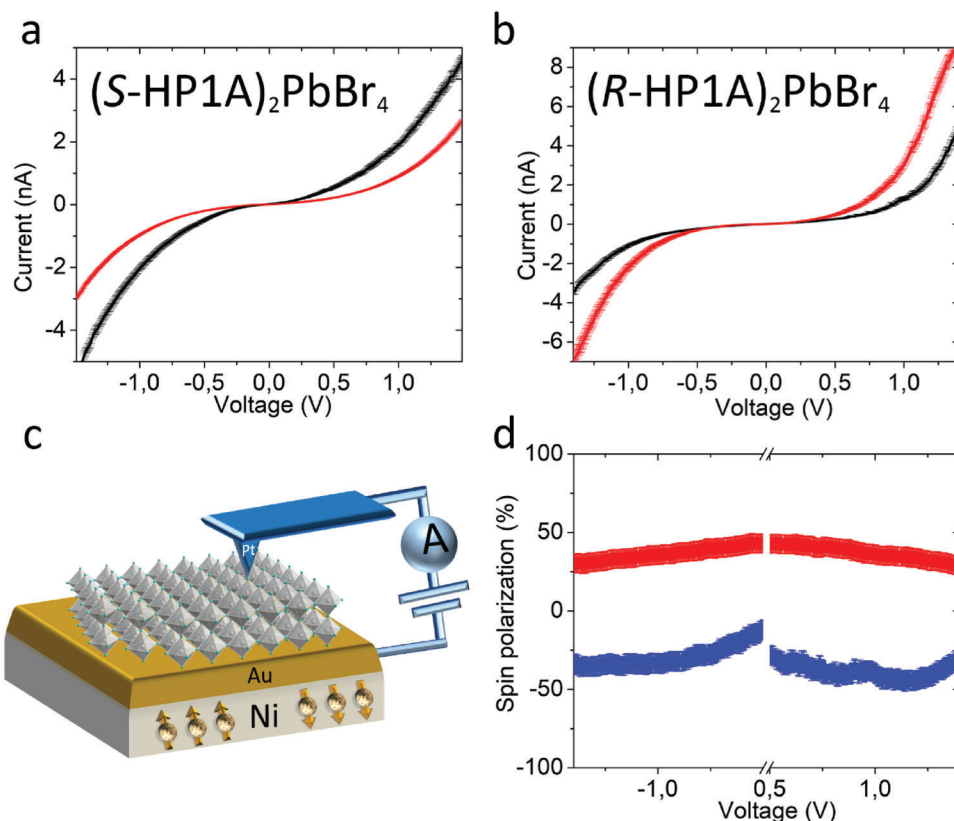 a
(S-HP1A)₂PbBr₄
Current (nA)
4
2
0
-2
-4
-1,0 -0,5 0,0 0,5 1,0
Voltage (V)
b
(R-HP1A)₂PbBr₄
Current (nA)
8
6
4
2
0
-2
-4
-6
-1,0 -0,5 0,0 0,5 1,0
Voltage (V)
c
Pt
A
Au
Ni
d
Spin polarization (%)
100
50
0
-50
-100
-1,0 0,5 1,0
Voltage (V)